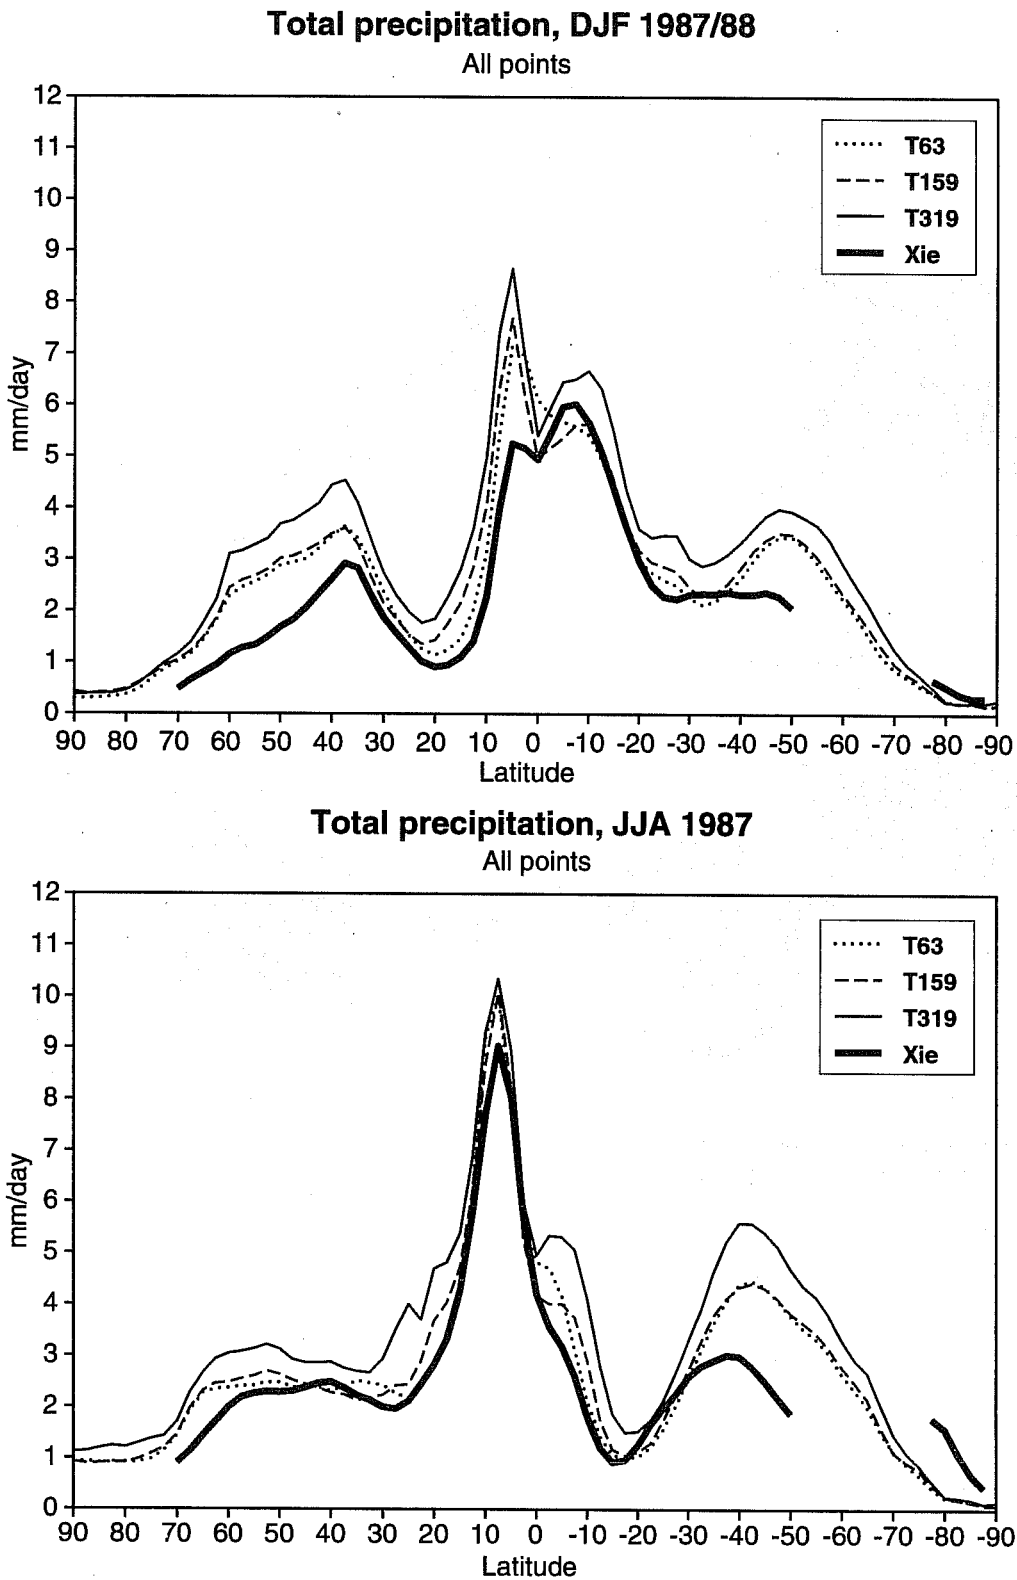 Total precipitation, DJF 1987/88
All points
12
11
10
9
8
7
6
5
4
3
2
1
0
mm/day
T63
T159
T319
Xie
90 80 70 60 50 40 30 20 10 0 -10 -20 -30 -40 -50 -60 -70 -80 -90
Latitude
Total precipitation, JJA 1987
All points
12
11
10
9
8
7
6
5
4
3
2
1
0
mm/day
T63
T159
T319
Xie
90 80 70 60 50 40 30 20 10 0 -10 -20 -30 -40 -50 -60 -70 -80 -90
Latitude